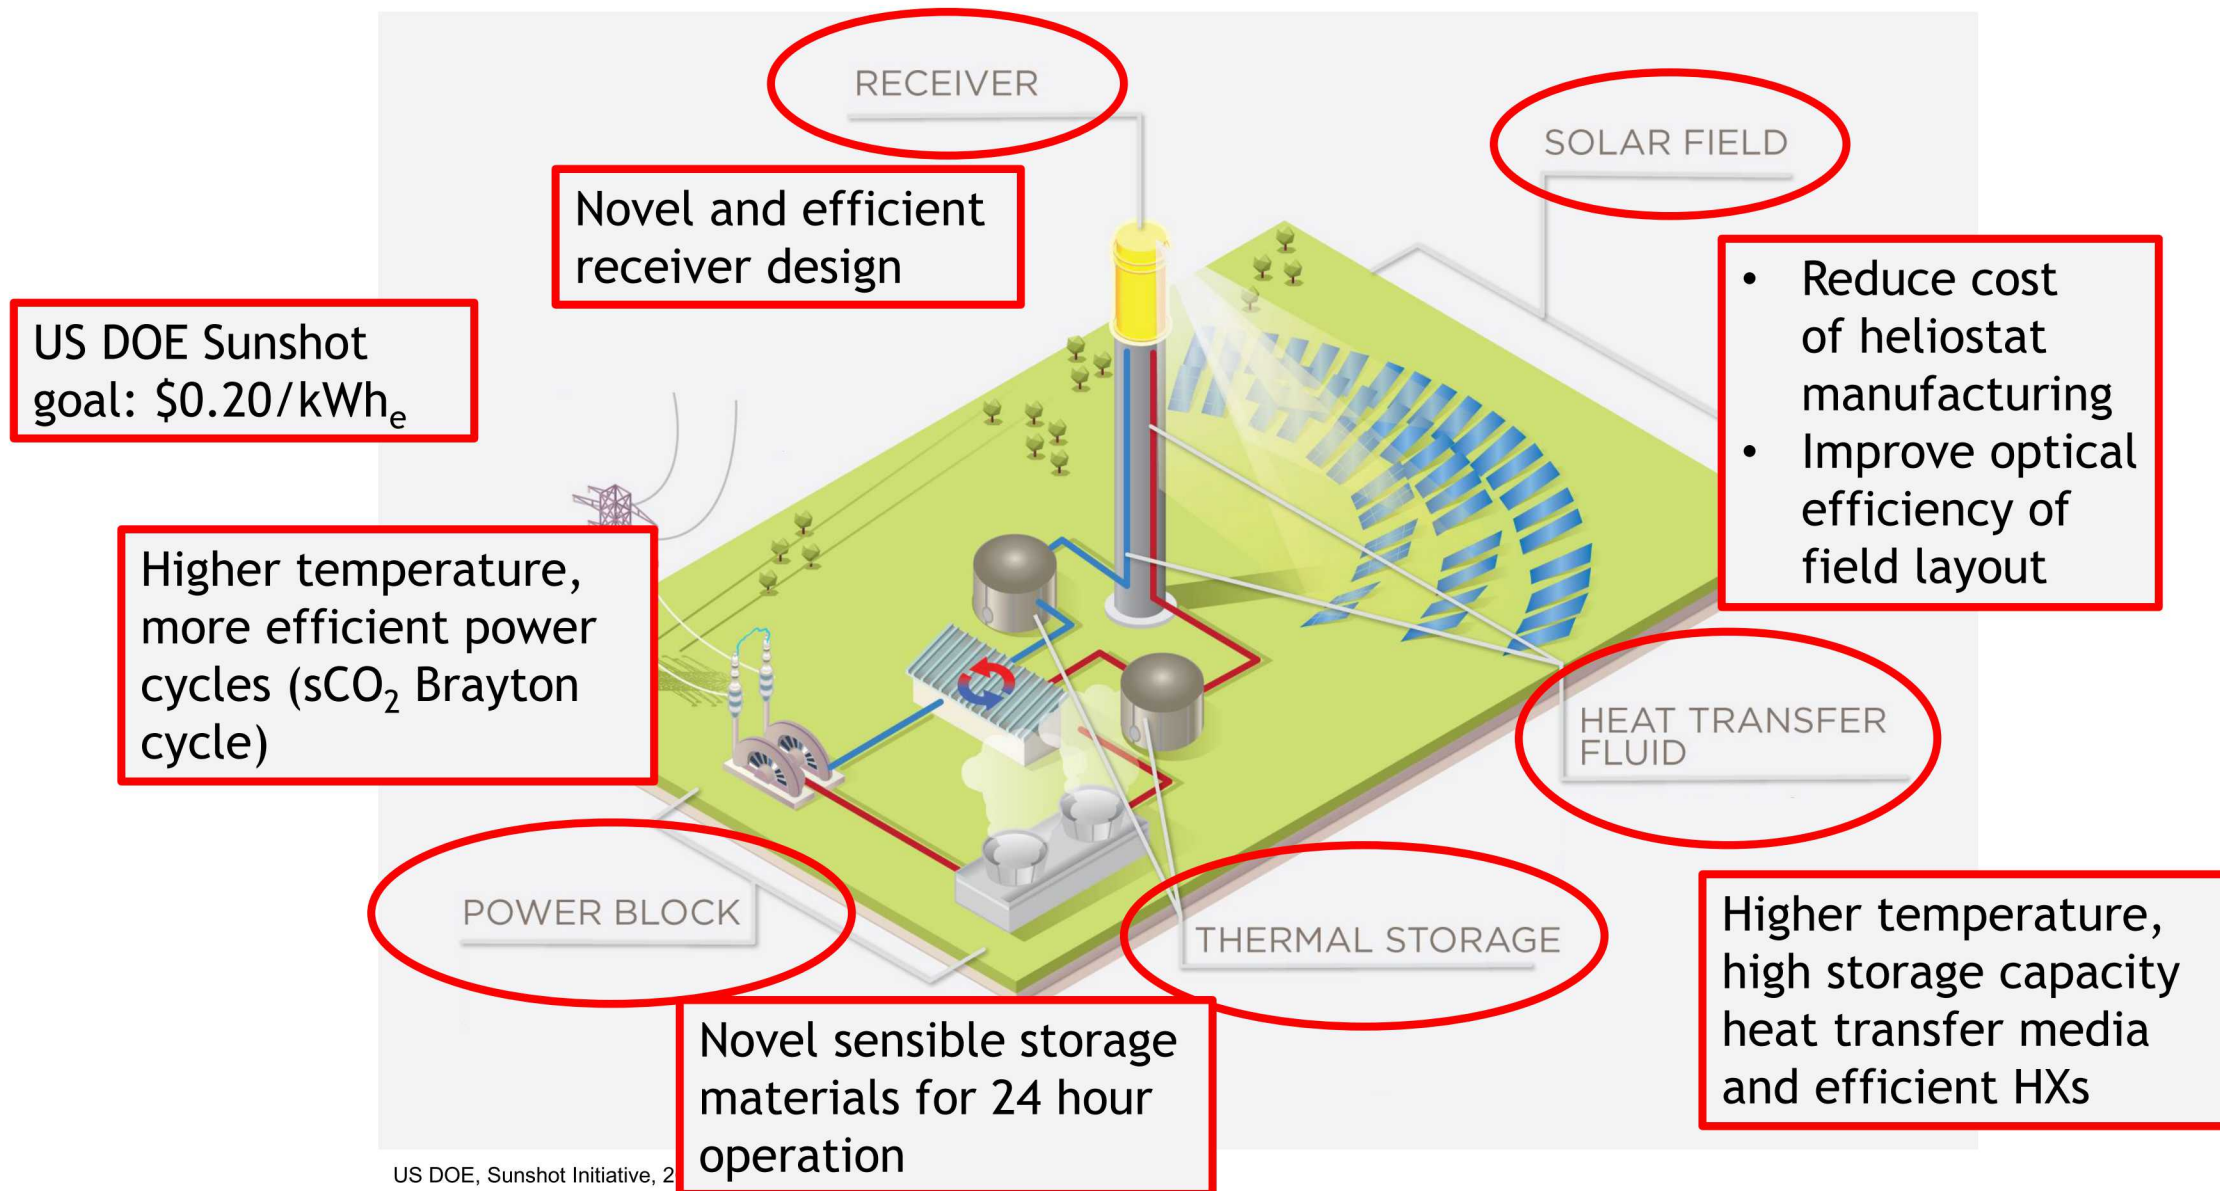 RECEIVER
SOLAR FIELD
Novel and efficient
receiver design
• Reduce cost
of heliostat
manufacturing
• Improve optical
efficiency of
field layout
US DOE Sunshot
goal: $0.20/kWhₑ
Higher temperature,
more efficient power
cycles (sCO₂ Brayton
cycle)
HEAT TRANSFER
FLUID
POWER BLOCK
THERMAL STORAGE
Higher temperature,
high storage capacity
heat transfer media
and efficient HXs
Novel sensible storage
materials for 24 hour
operation
US DOE, Sunshot Initiative, 2